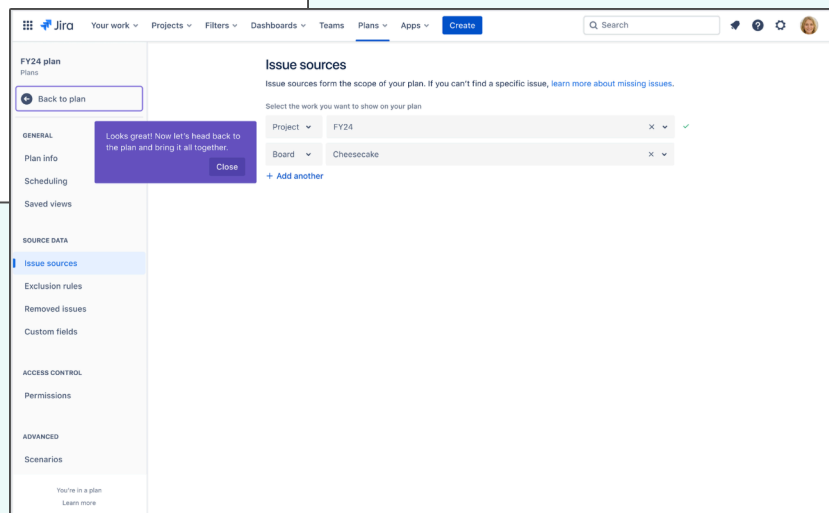 Jira
Your work
Projects
Filters
Dashboards
Teams
Plans
Apps
Create
Search
FY24 plan
Plans
Back to plan
Looks great! Now let's head back to
the plan and bring it all together.
Close
GENERAL
Plan info
Scheduling
Saved views
SOURCE DATA
Issue sources
Exclusion rules
Removed issues
Custom fields
ACCESS CONTROL
Permissions
ADVANCED
Scenarios
You're in a plan
Learn more
Issue sources
Issue sources form the scope of your plan. If you can't find a specific issue, learn more about missing issues.
Select the work you want to show on your plan
Project FY24
Board Cheesecake
+ Add another